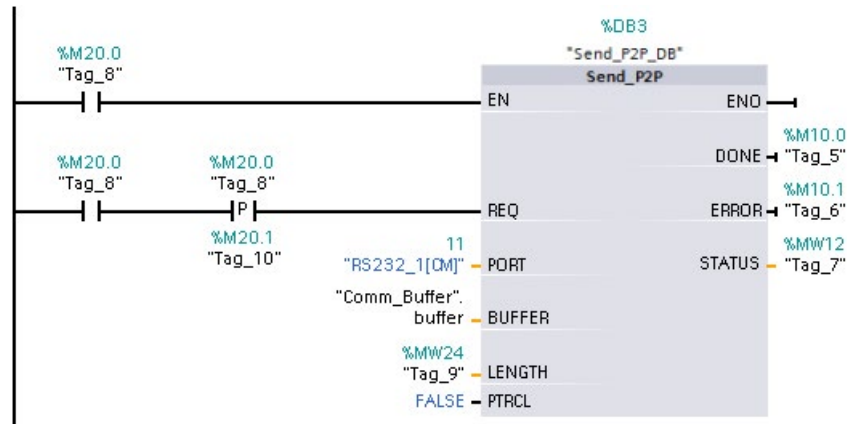 %DB3
"Send_P2P_DB"
Send_P2P
%M20.0
"Tag_8"
EN
ENO
%M10.0
DONE
"Tag_5"
%M20.0
"Tag_8"
%M20.0
"Tag_8"
P
%M20.1
"Tag_10"
REQ
%M10.1
ERROR
"Tag_6"
11
"RS232_1[CM]"
PORT
%MW12
STATUS
"Tag_7"
"Comm_Buffer".
buffer
BUFFER
%MW24
"Tag_9"
LENGTH
FALSE
PTRCL